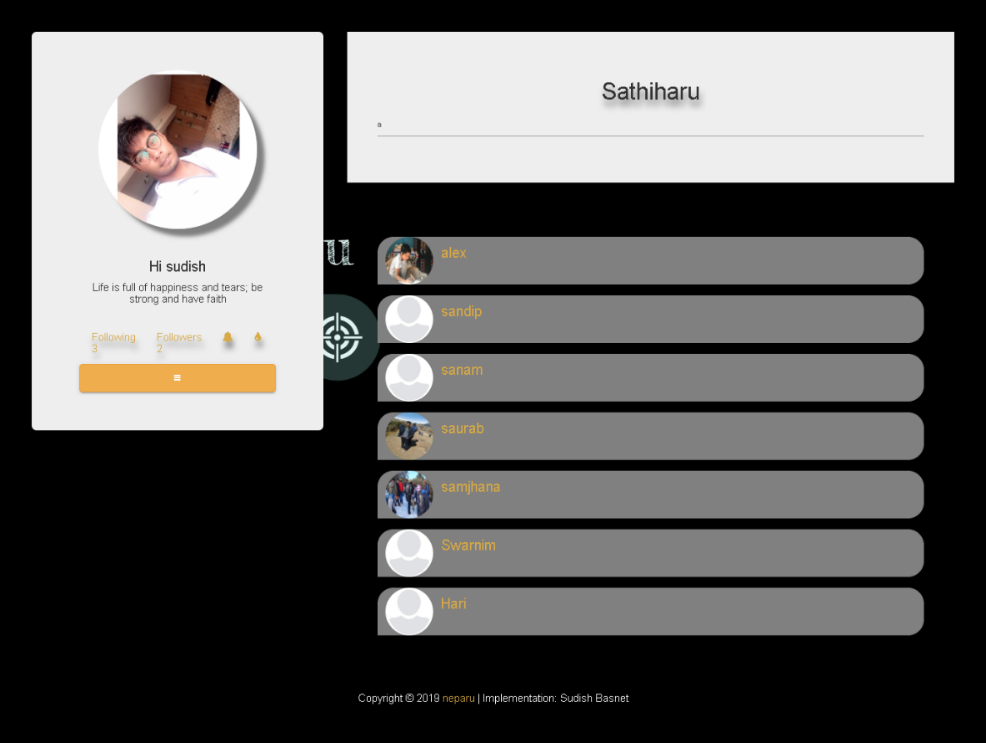 Hi sudish
Life is full of happiness and tears; be
strong and have faith
Following
3
Followers
2
Sathiharu
a
u
alex
sandip
sanam
saurab
samjhana
Swarnim
Hari
Copyright © 2019 neparu | Implementation: Sudish Basnet